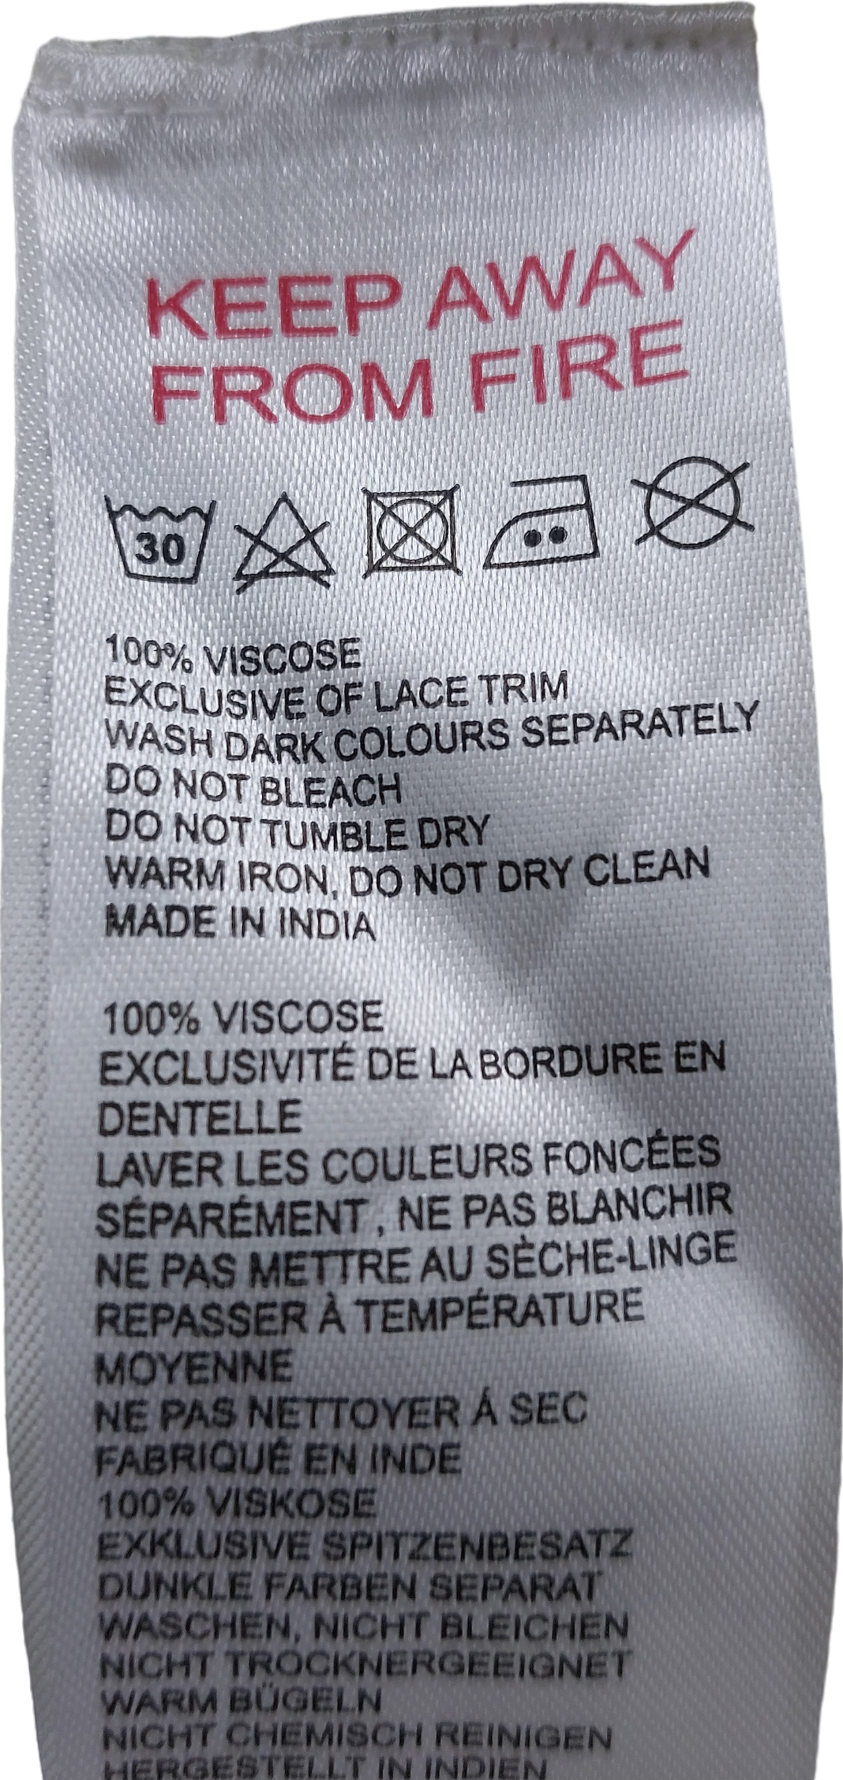 KEEP AWAY
FROM FIRE
30
100% VISCOSE
EXCLUSIVE OF LACE TRIM
WASH DARK COLOURS SEPARATELY
DO NOT BLEACH
DO NOT TUMBLE DRY
WARM IRON, DO NOT DRY CLEAN
MADE IN INDIA
100% VISCOSE
EXCLUSIVITÉ DE LA BORDURE EN
DENTELLE
LAVER LES COULEURS FONCÉES
SÉPARÉMENT , NE PAS BLANCHIR
NE PAS METTRE AU SÈCHE-LINGE
REPASSER À TEMPÉRATURE
MOYENNE
NE PAS NETTOYER Á SEC
FABRIQUÉ EN INDE
100% VISKOSE
EXKLUSIVE SPITZENBESATZ
DUNKLE FARBEN SEPARAT
WASCHEN, NICHT BLEICHEN
NICHT TROCKNERGEEIGNET
WARM BÜGELN
NICHT CHEMISCH REINIGEN
HERGESTELLT IN INDIEN